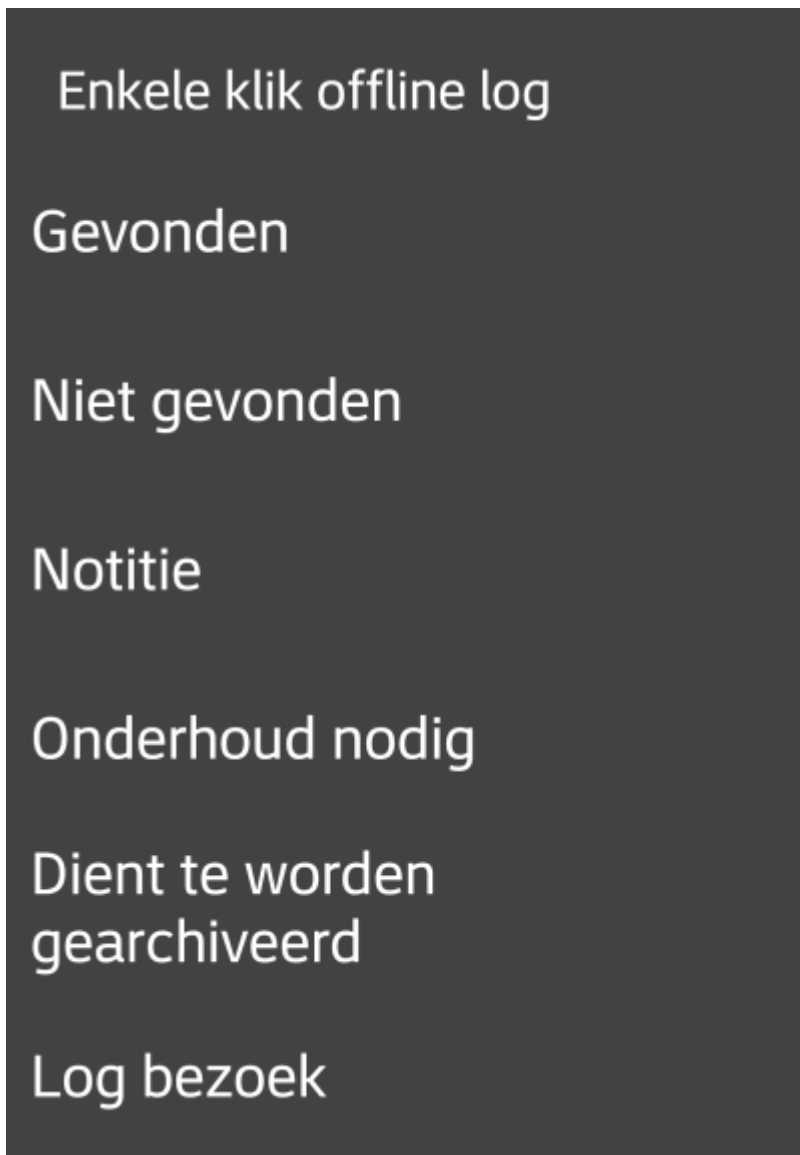 Enkele klik offline log
Gevonden
Niet gevonden
Notitie
Onderhoud nodig
Dient te worden
gearchiveerd
Log bezoek